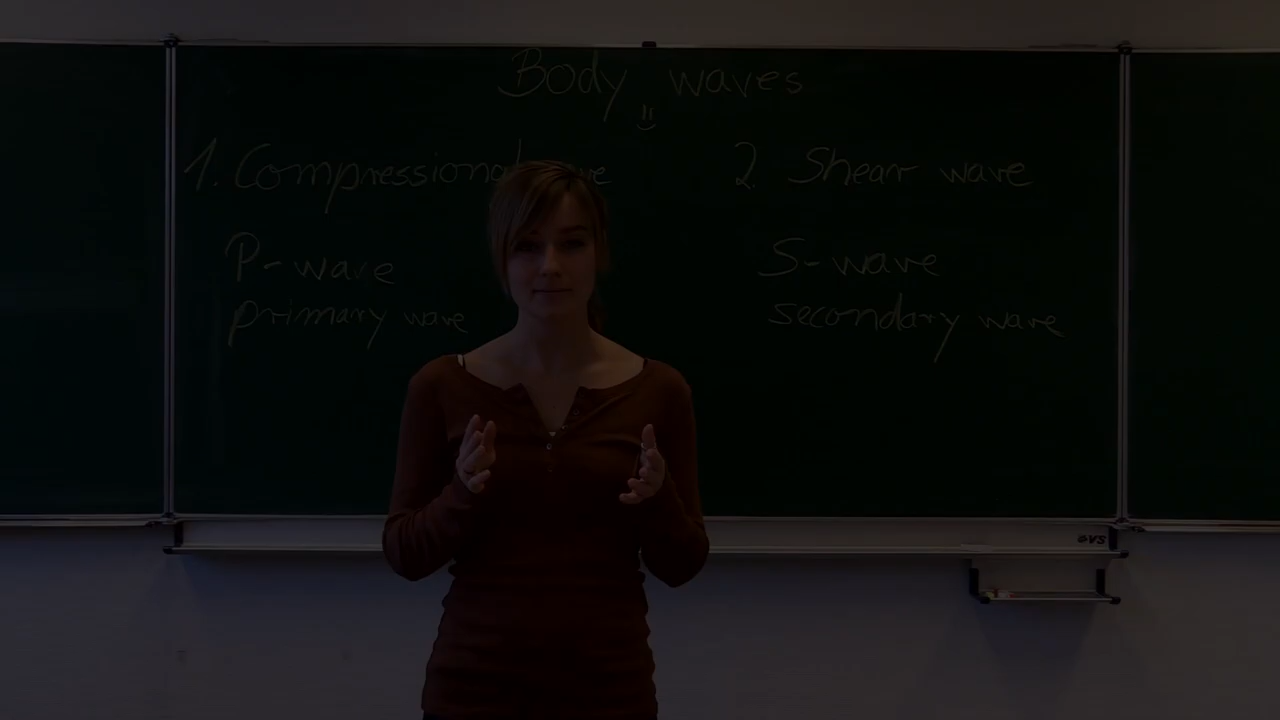 Body waves
1. Compressional
2. Shear wave
P-wave
S-wave
primary wave
secondary wave